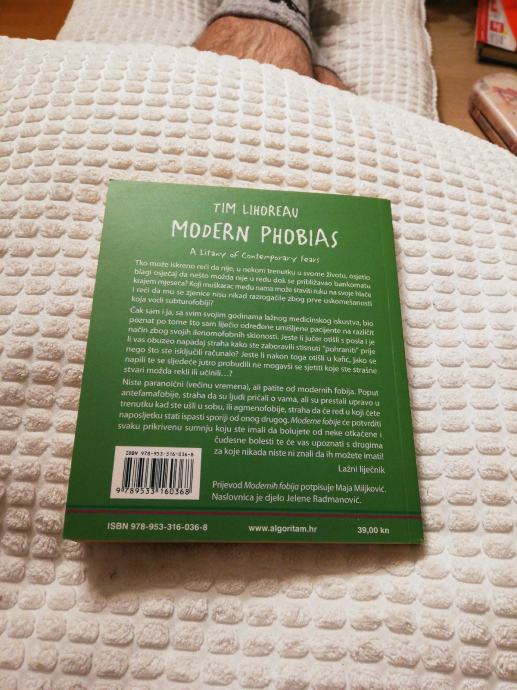 TIM LIHOREAU
MODERN PHOBIAS
A Litany of Contemporary Fears
Tko može iskreno reći da nije, u nekom trenutku u svome životu, osjetio
blagi osjećaj da nešto možda nije u redu dok se približavao bankomatu
krajem mjeseca? Koji muškarac među nama može staviti ruku na svoje hlače
i reći da mu se zjenice nisu nikad razrogačile zbog prve uskomešanosti
koja vodi subturofobiji?
Čak sam i ja, sa svim svojim godinama lažnog medicinskog iskustva, bio
poznat po tome što sam liječio određene umišljene pacijente na različit
način zbog svojih ilenomofobnih sklonosti. Jeste li jučer otišli s posla i je
li vas obuzeo napadaj straha kako ste zaboravili stisnuti "pohraniti" prije
nego što ste isključili računalo? Jeste li nakon toga otišli u kafić, jako se
napili te se sljedeće jutro probudili ne mogavši se sjetiti koje ste strašne
stvari možda rekli ili učinili...?
Niste paranoični (većinu vremena), ali patite od modernih fobija. Poput
antefamafobije, straha da su ljudi pričali o vama, ali su prestali upravo u
trenutku kad ste ušli u sobu, ili agmenofobije, straha da će red u koji ćete
naposljetku stati ispasti sporiji od onog drugog. Moderne fobije će potvrditi
svaku prikrivenu sumnju koju ste imali da bolujete od neke otkačene i
čudesne bolesti te će vas upoznati s drugima
za koje nikada niste ni znali da ih možete imati!
Lažni liječnik
ISBN 978-953-316-036-8
9 789533 160368
Prijevod Modernih fobija potpisuje Maja Miljković.
Naslovnica je djelo Jelene Radmanović.
ISBN 978-953-316-036-8 www.algoritam.hr 39,00 kn